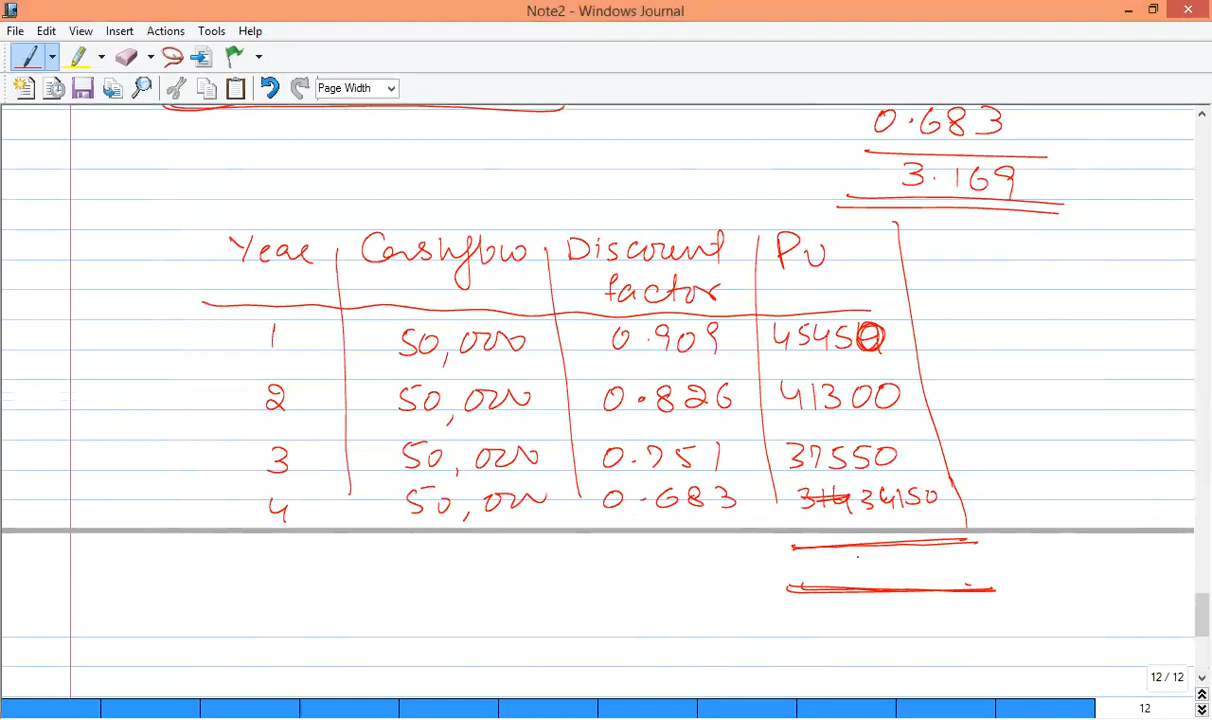 Note2 - Windows Journal
File Edit View Insert Actions Tools Help
Page Width
0.683
3.169
Year Cashflow Discount factor PV
1 50,000 0.909 45450
2 50,000 0.826 41300
3 50,000 0.751 37550
4 50,000 0.683 34150
12 / 12
12